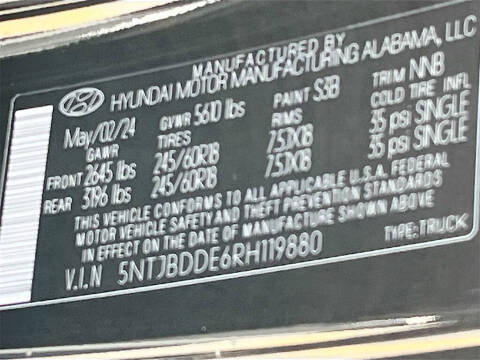 MANUFACTURED BY
HYUNDAI MOTOR MANUFACTURING ALABAMA, LLC
May/02/24 GVWR 5610 lbs PAINT S3B TRIM NNB
GAWR TIRES RIMS COLD TIRE INFL
FRONT 2645 lbs 245/60R18 7.5JX18 35 psi SINGLE
REAR 3196 lbs 245/60R18 7.5JX18 35 psi SINGLE
THIS VEHICLE CONFORMS TO ALL APPLICABLE U.S.A. FEDERAL
MOTOR VEHICLE SAFETY AND THEFT PREVENTION STANDARDS
IN EFFECT ON THE DATE OF MANUFACTURE SHOWN ABOVE
V.I.N 5NTJBDDE6RH119880 TYPE:TRUCK